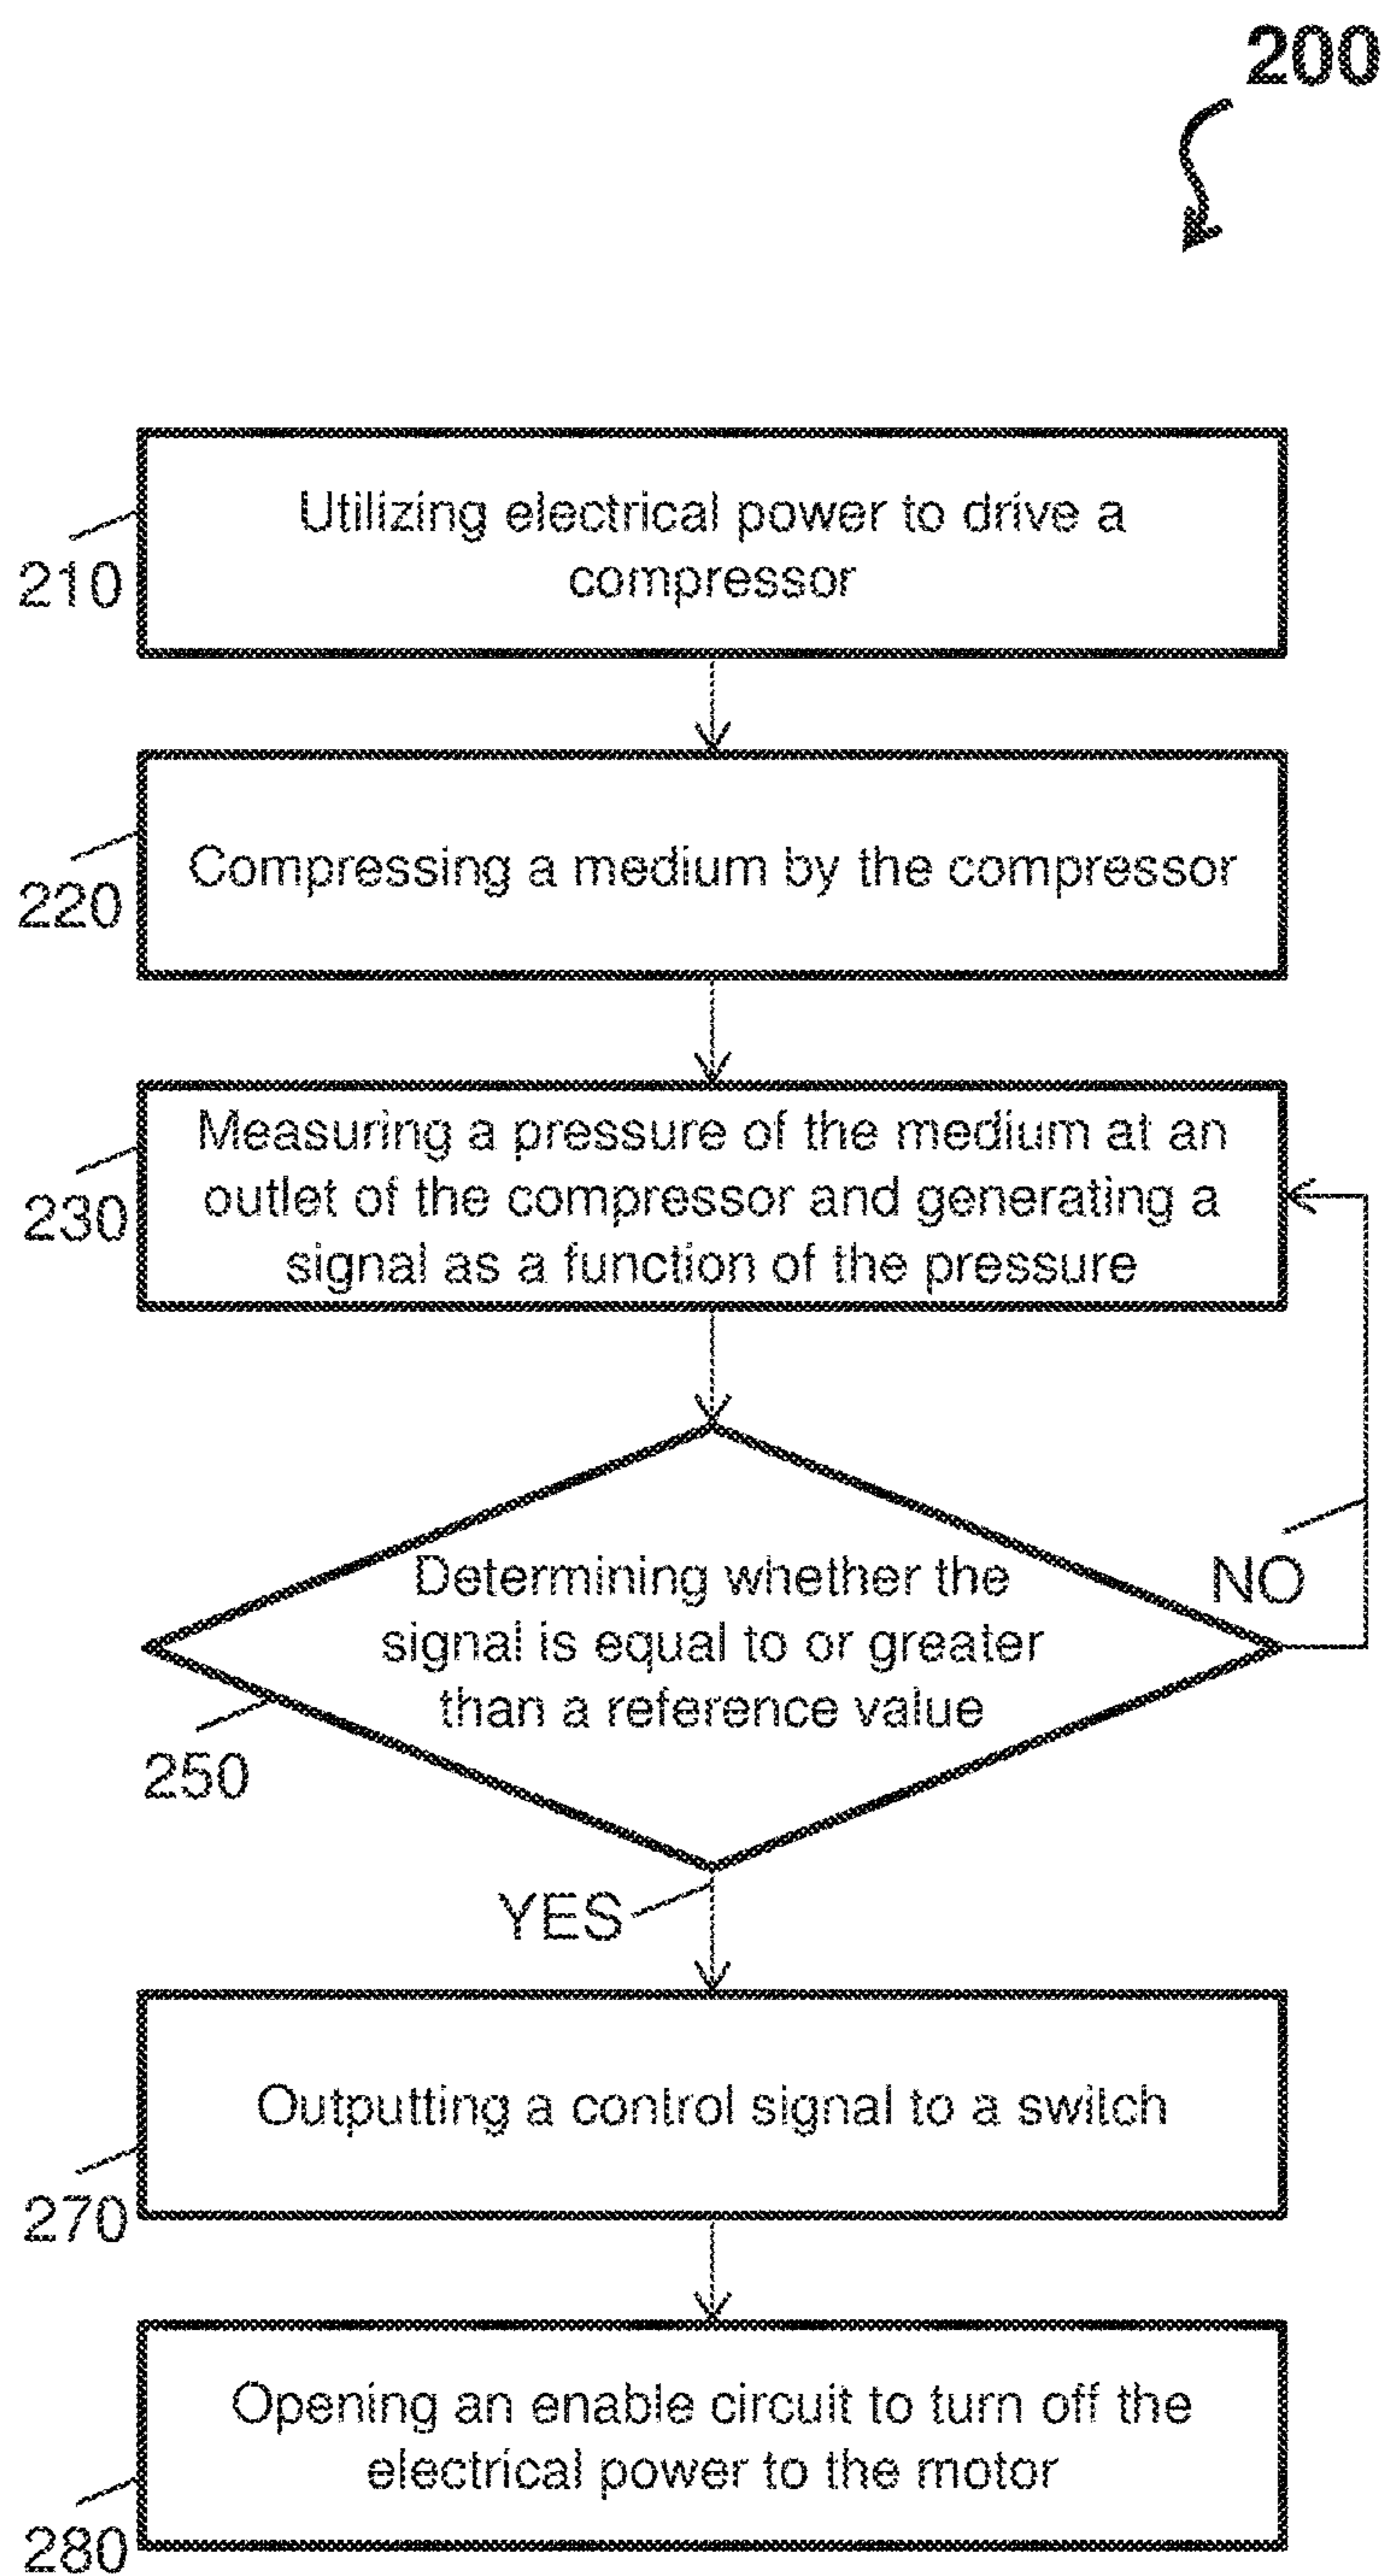 200
Utilizing electrical power to drive a
compressor
210
Compressing a medium by the compressor
220
Measuring a pressure of the medium at an
outlet of the compressor and generating a
signal as a function of the pressure
230
Determining whether the
signal is equal to or greater
than a reference value
NO
250
YES
Outputting a control signal to a switch
270
Opening an enable circuit to turn off the
electrical power to the motor
280